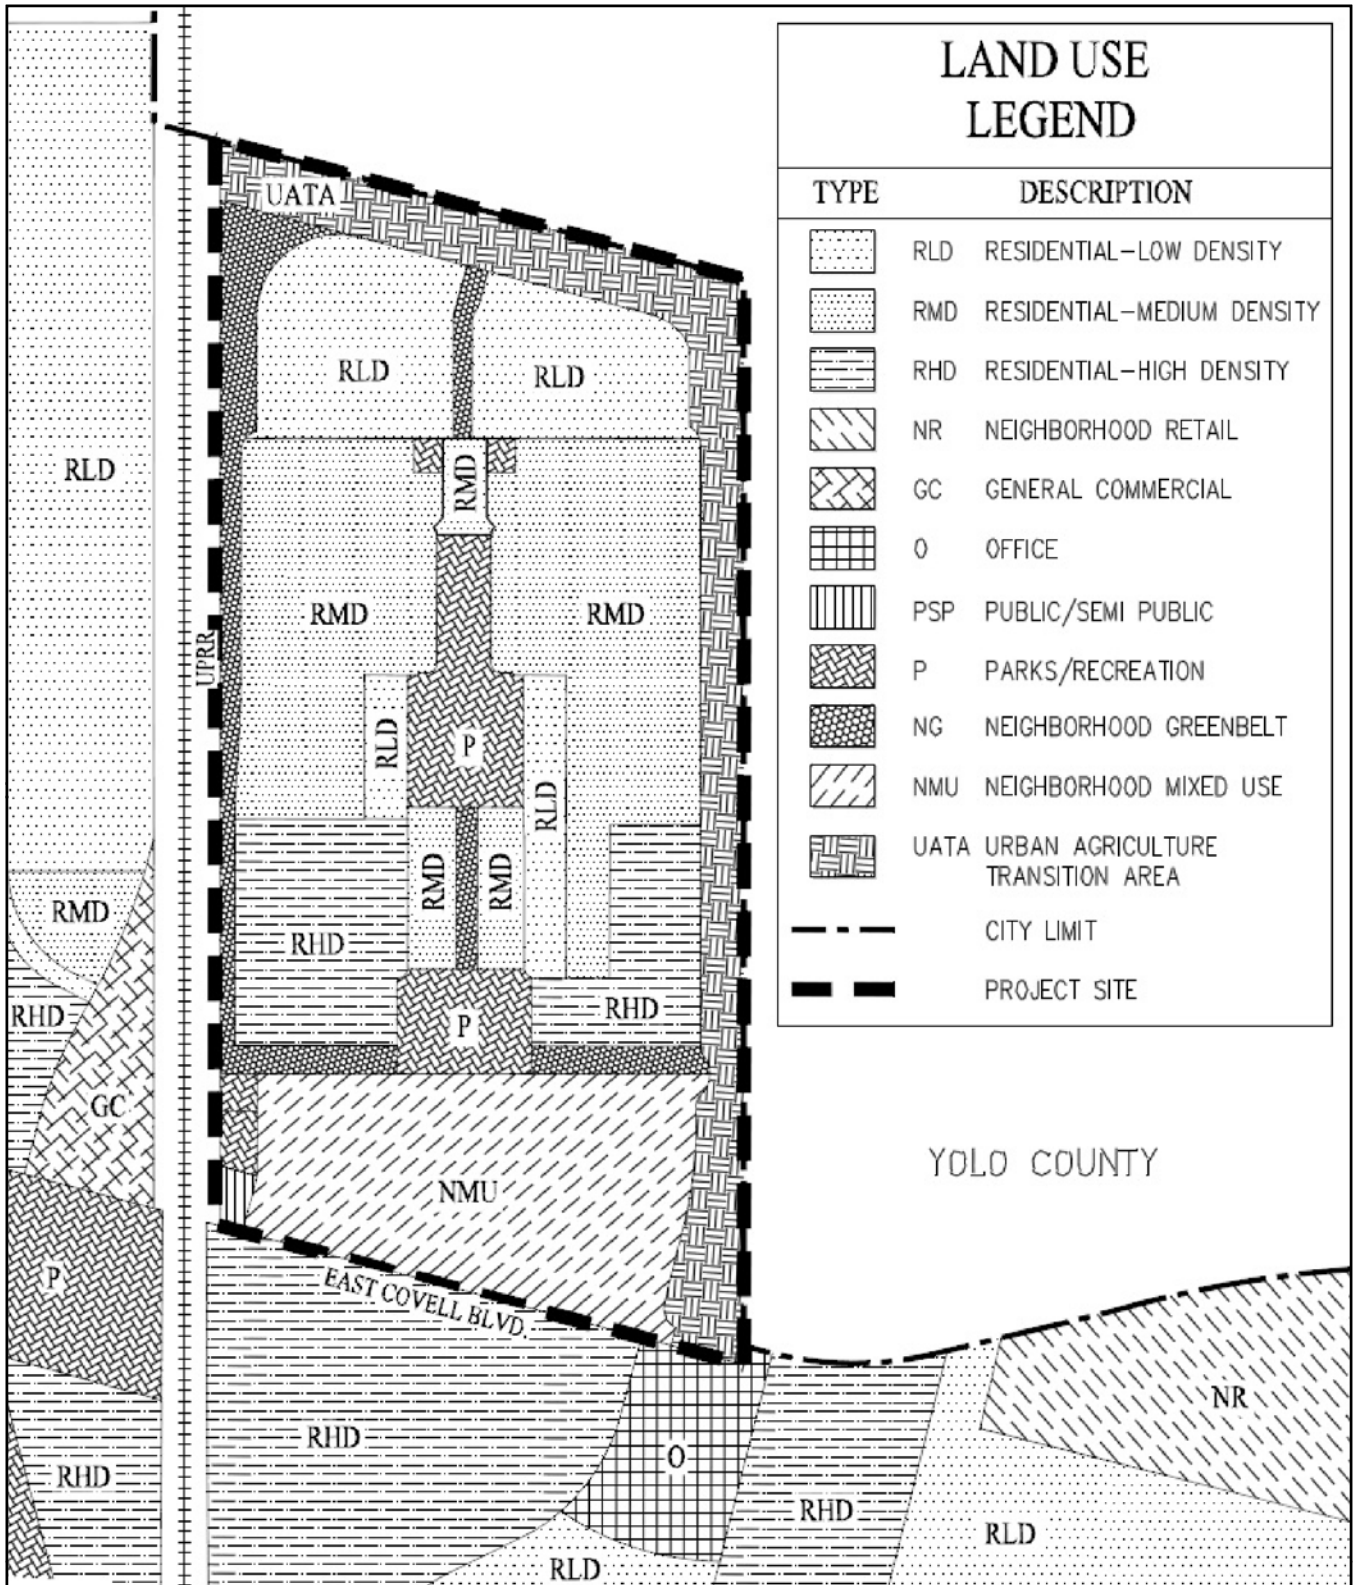 LAND USE
LEGEND
TYPE DESCRIPTION
RLD RESIDENTIAL-LOW DENSITY
RMD RESIDENTIAL-MEDIUM DENSITY
RHD RESIDENTIAL-HIGH DENSITY
NR NEIGHBORHOOD RETAIL
GC GENERAL COMMERCIAL
O OFFICE
PSP PUBLIC/SEMI PUBLIC
P PARKS/RECREATION
NG NEIGHBORHOOD GREENBELT
NMU NEIGHBORHOOD MIXED USE
UATA URBAN AGRICULTURE
TRANSITION AREA
CITY LIMIT
PROJECT SITE
UATA
RLD
RLD
RLD
RMD
RMD
RMD
UPRR
RLD
P
RLD
RMD
RMD
RMD
RHD
RHD
RHD
P
GC
NMU
YOLO COUNTY
P
EAST COVELL BLVD.
RHD
RHD
O
RHD
NR
RLD
RLD